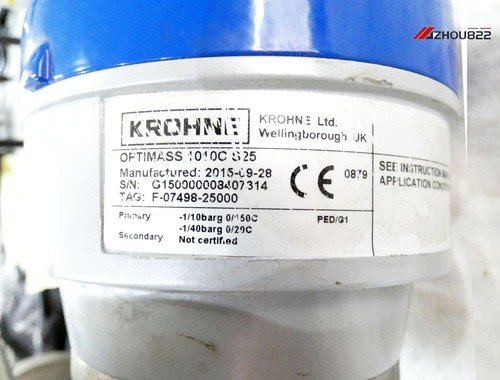 ZHOU822
KROHNE
KROHNE Ltd.
Wellingborough UK
OPTIMASS 1010C S25
Manufactured: 2015-09-28
S/N: G150000003407314
TAG: F-07498-25000
CE 0879
SEE INSTRUCTION
APPLICATION
Primary -1/10barg 0/150C PED/G1
-1/40barg 0/29C
Secondary Not certified